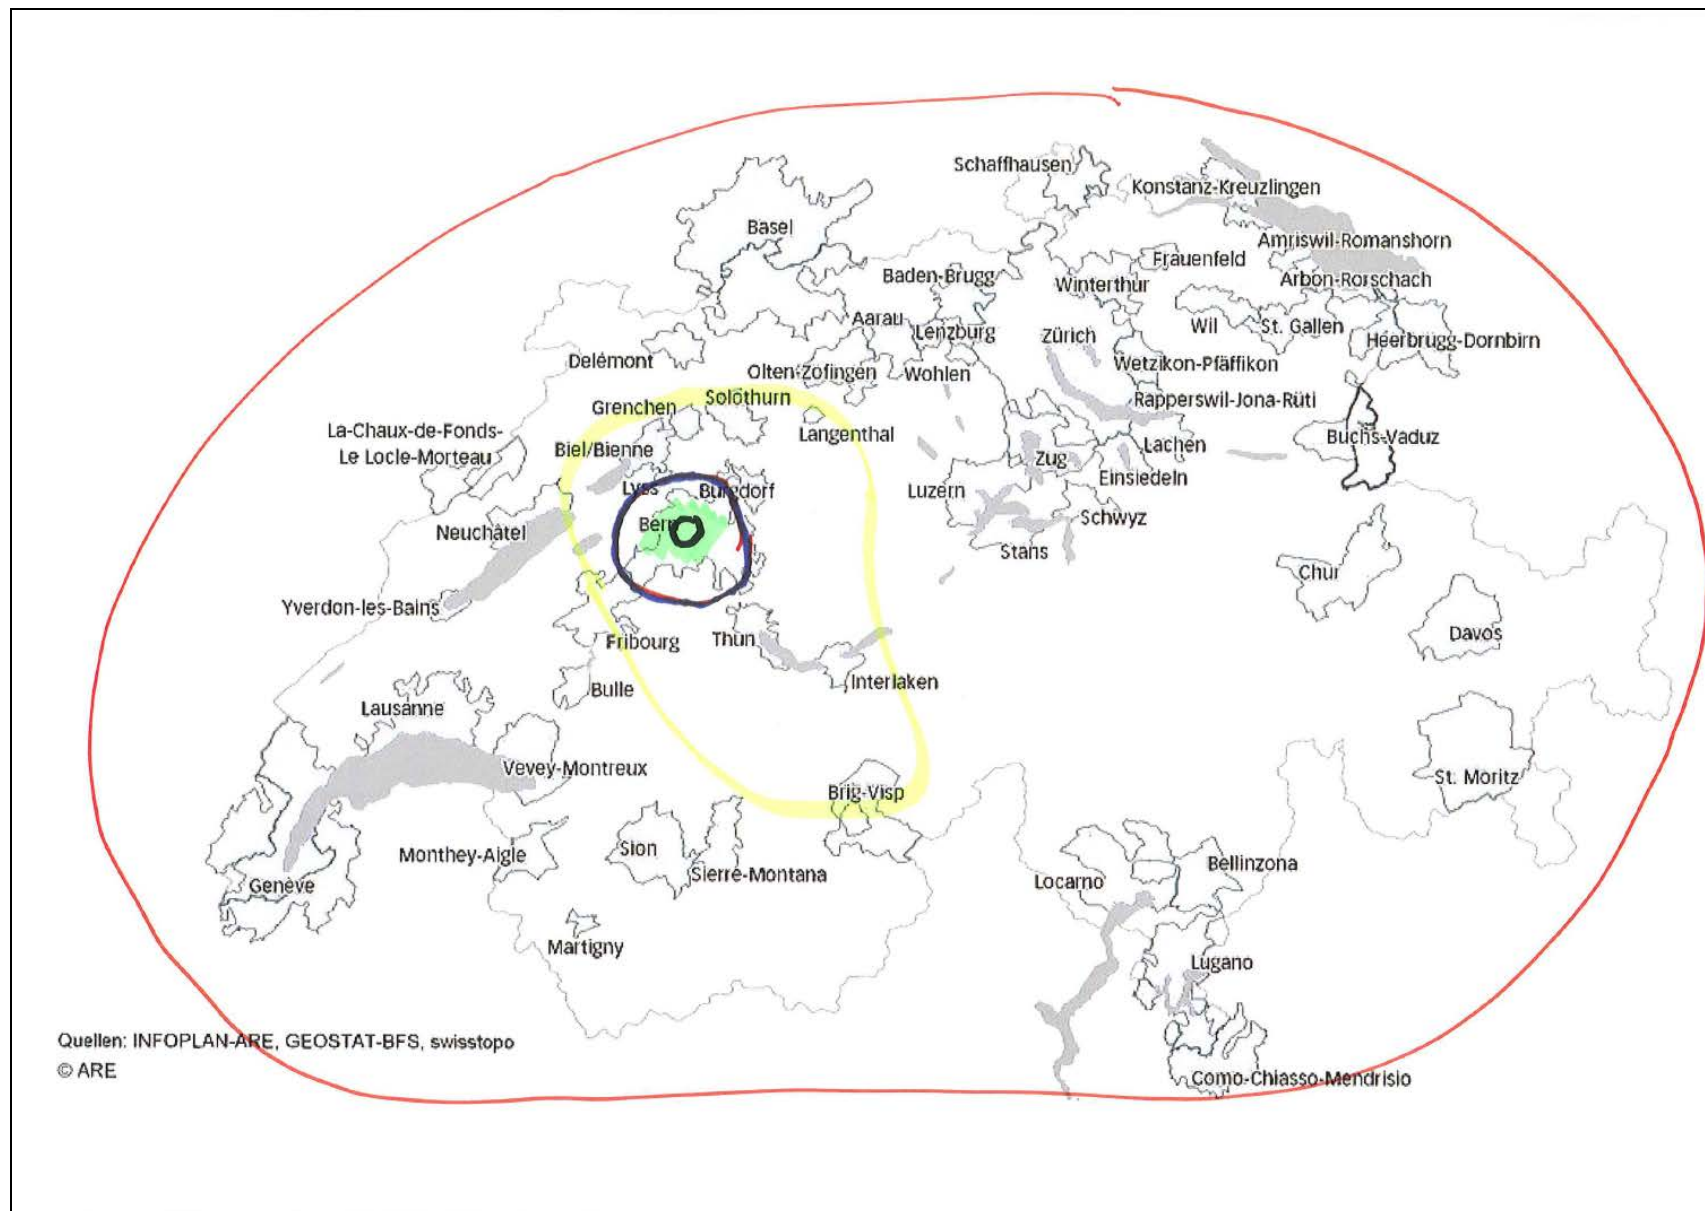 Schaffhausen
Konstanz-Kreuzlingen
Basel
Amriswil-Romanshorn
Frauenfeld
Baden-Brugg
Winterthur
Arbon-Rorschach
Aarau
Lenzburg
Zürich
Wil
St. Gallen
Heerbrugg-Dornbirn
Delémont
Olten-Zofingen
Wohlen
Wetzikon-Pfäffikon
Grenchen
Solothurn
Rapperswil-Jona-Rüti
La-Chaux-de-Fonds-
Le Locle-Morteau
Langenthal
Biel/Bienne
Buchs-Vaduz
Lachen
Zug
Einsiedeln
Lyss
Burgdorf
Luzern
Schwyz
Neuchâtel
Bern
Stans
Chur
Yverdon-les-Bains
Fribourg
Thun
Davos
Interlaken
Bulle
Lausanne
Vevey-Montreux
St. Moritz
Brig-Visp
Monthey-Aigle
Sion
Sierre-Montana
Bellinzona
Locarno
Genève
Martigny
Lugano
Quellen: INFOPLAN-ARE, GEOSTAT-BFS, swisstopo
© ARE
Como-Chiasso-Mendrisio